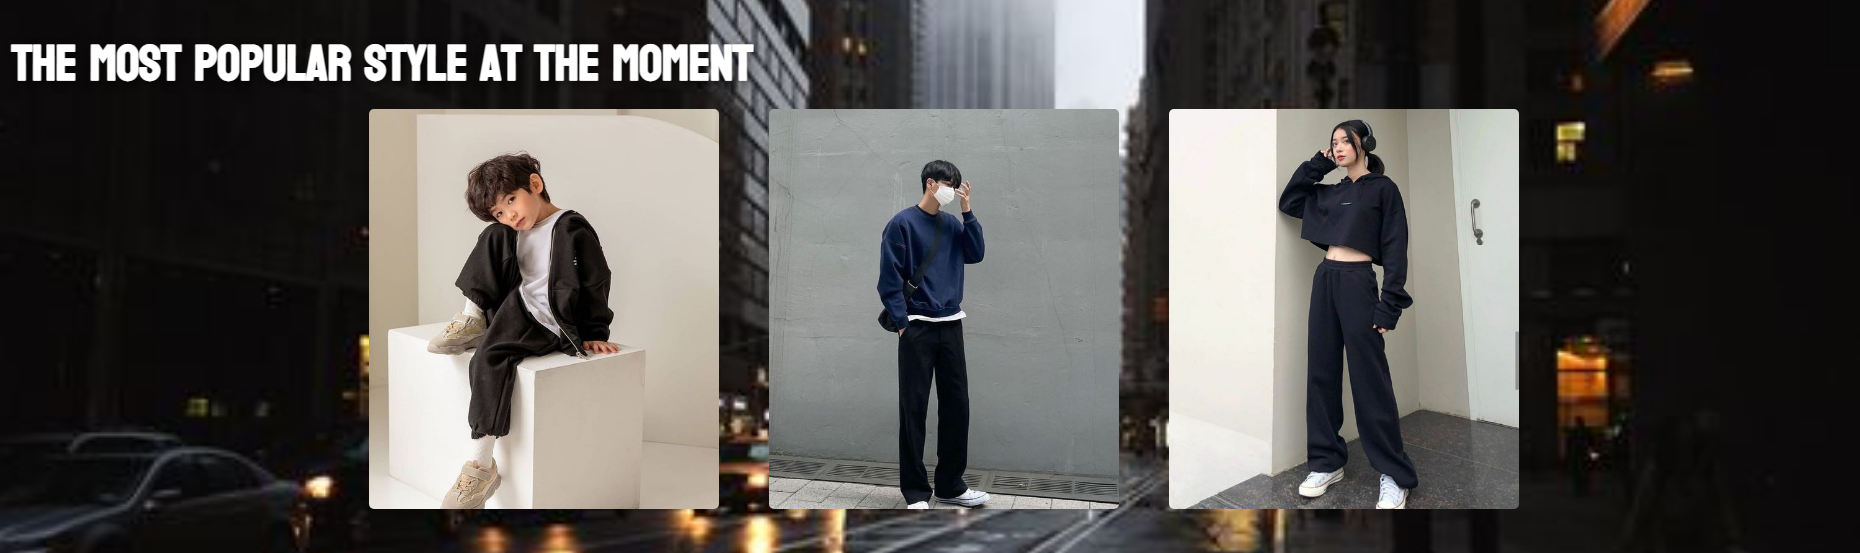 THE MOST POPULAR STYLE AT THE MOMENT